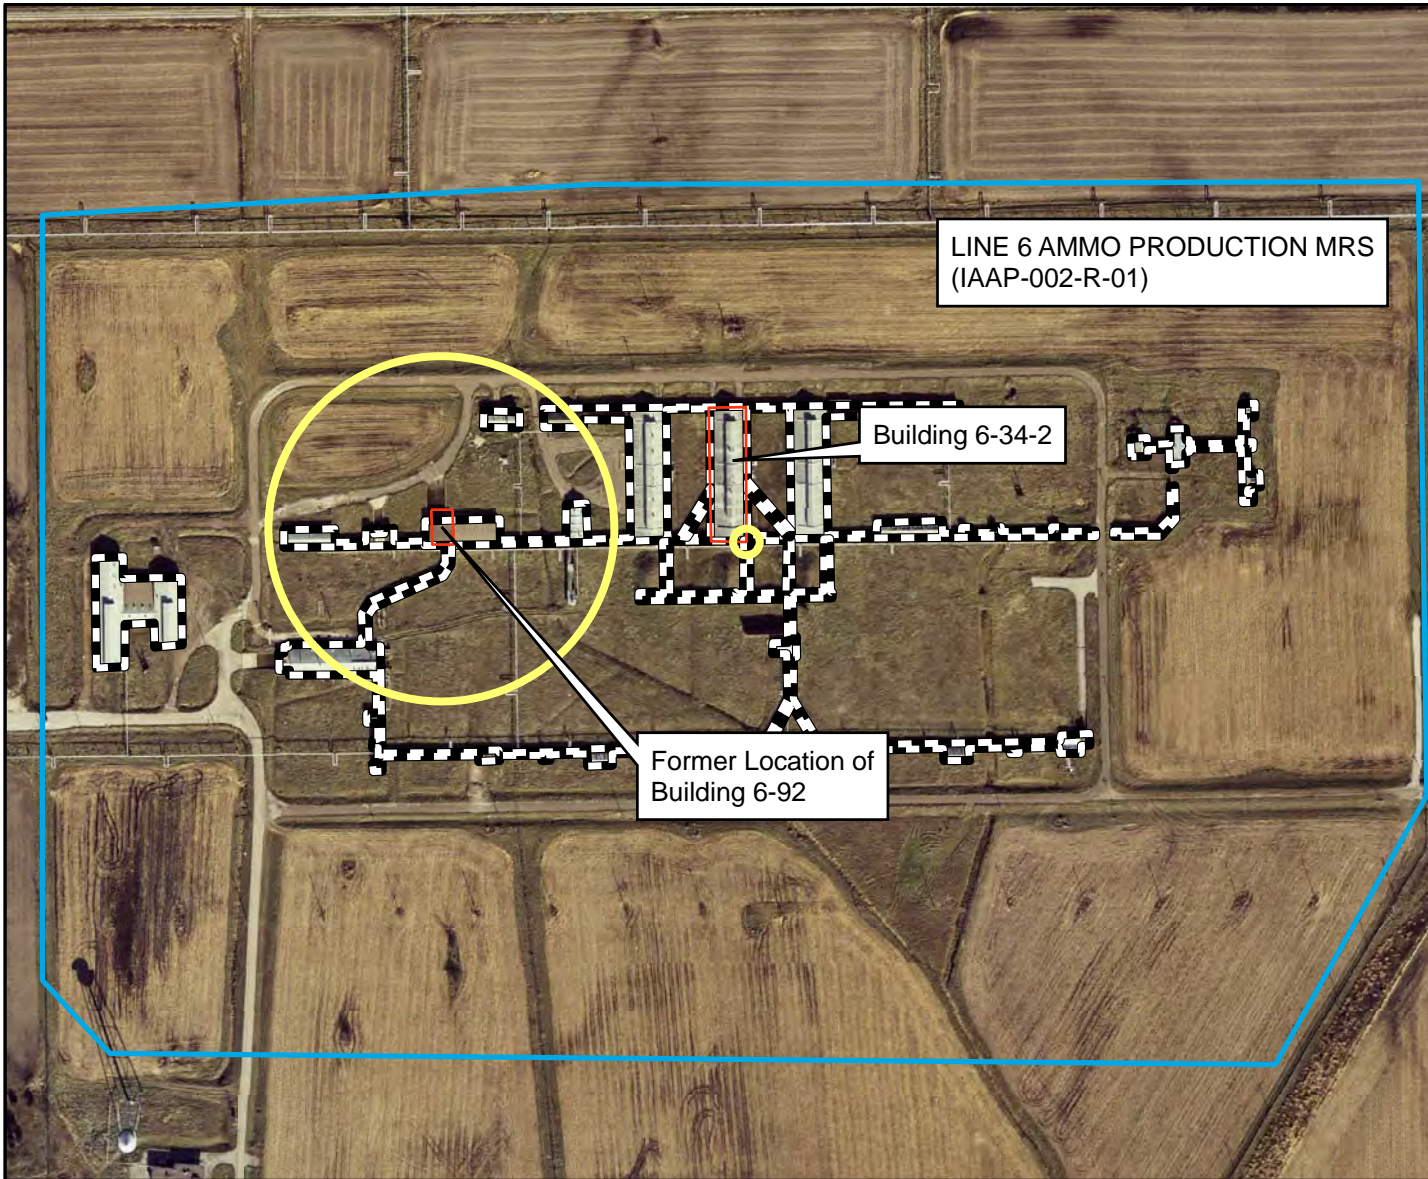 LINE 6 AMMO PRODUCTION MRS
(IAAP-002-R-01)
Building 6-34-2
Former Location of
Building 6-92